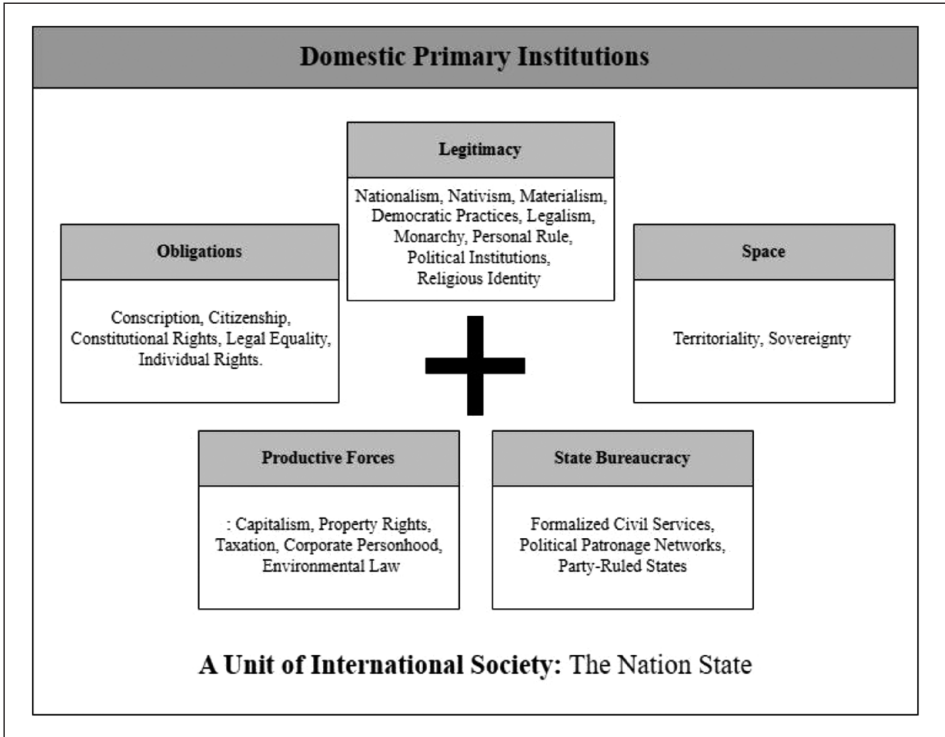 Domestic Primary Institutions
Legitimacy
Nationalism, Nativism, Materialism,
Democratic Practices, Legalism,
Monarchy, Personal Rule,
Political Institutions,
Religious Identity
Obligations
Conscription, Citizenship,
Constitutional Rights, Legal Equality,
Individual Rights.
Space
Territoriality, Sovereignty
Productive Forces
: Capitalism, Property Rights,
Taxation, Corporate Personhood,
Environmental Law
State Bureaucracy
Formalized Civil Services,
Political Patronage Networks,
Party-Ruled States
A Unit of International Society: The Nation State